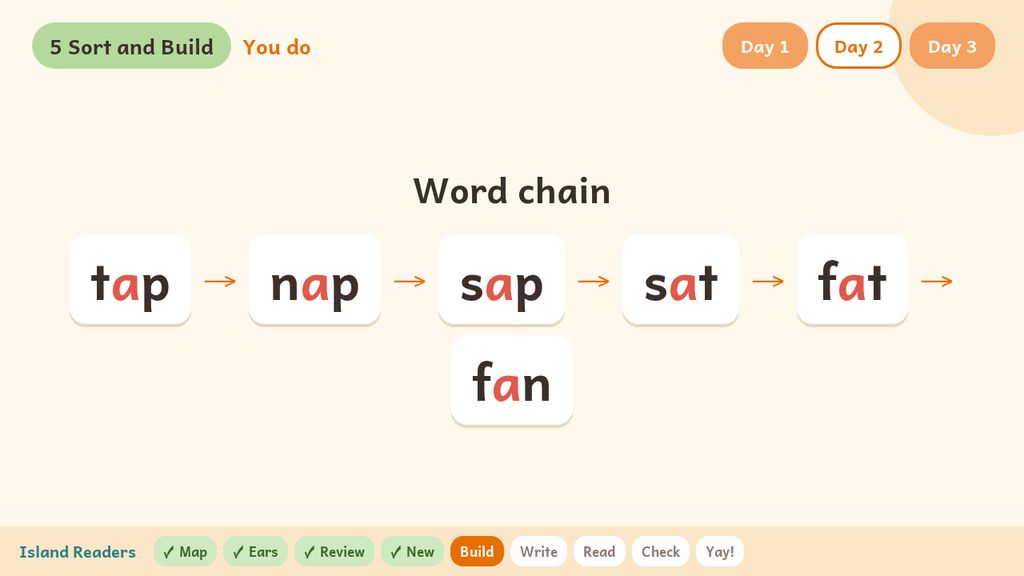 5 Sort and Build You do Day 1 Day 2 Day 3
Word chain
tap → nap → sap → sat → fat →
fan
Island Readers ✓ Map ✓ Ears ✓ Review ✓ New Build Write Read Check Yay!